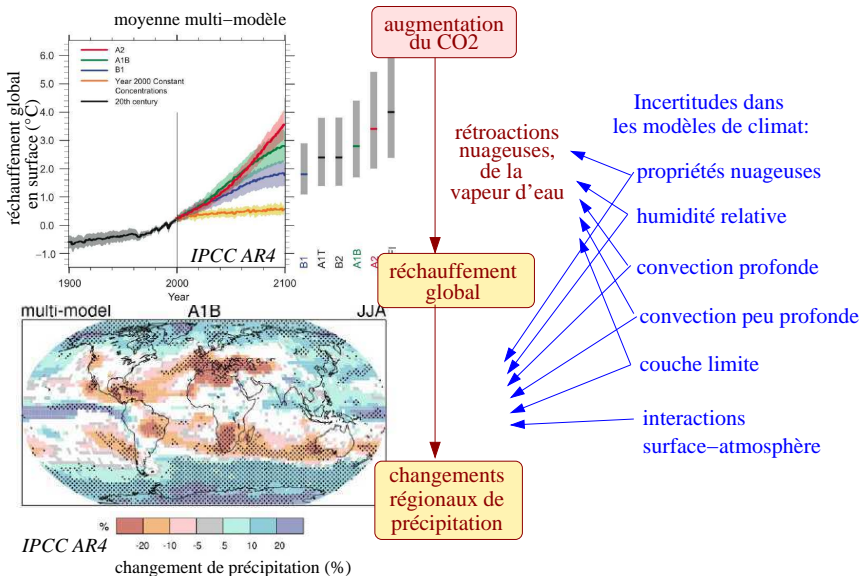 moyenne multi−modèle
réchauffement global
en surface (°C)
6.0
5.0
4.0
3.0
2.0
1.0
0.0
−1.0
A2
A1B
B1
Year 2000 Constant
Concentrations
20th century
IPCC AR4
1900
2000
2100
Year
B1
A1T
B2
A1B
A2
FI
multi-model
A1B
JJA
%
-20
-10
-5
5
10
20
IPCC AR4
changement de précipitation (%)
augmentation
du CO2
rétroactions
nuageuses,
de la
vapeur d'eau
réchauffement
global
changements
régionaux de
précipitation
Incertitudes dans
les modèles de climat:
propriétés nuageuses
humidité relative
convection profonde
convection peu profonde
couche limite
interactions
surface−atmosphère